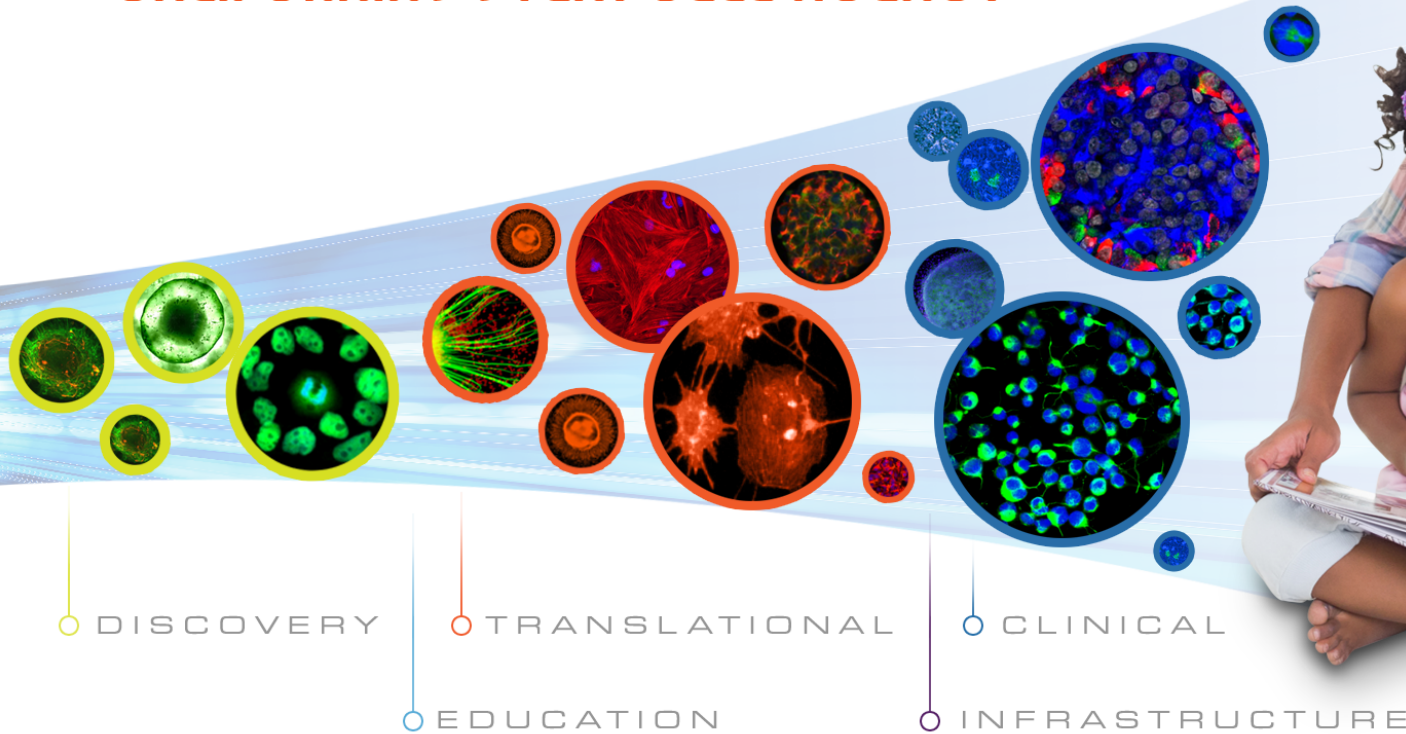 DISCOVERY
TRANSLATIONAL
CLINICAL
EDUCATION
INFRASTRUCTURE